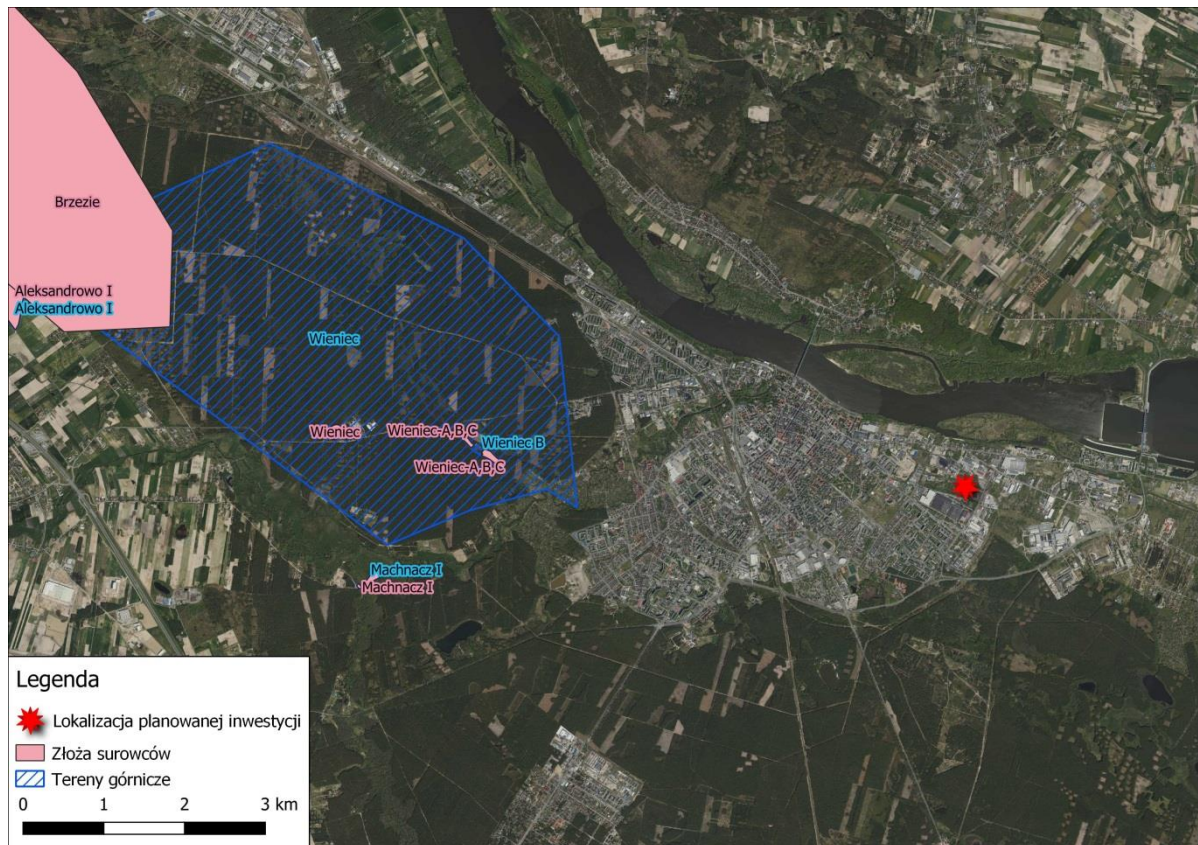 Brzezie
Aleksandrowo I
Aleksandrowo I
Wieniec
Wieniec
Wieniec-A,B,C
Wieniec B
Wieniec-A,B,C
Machnacz I
Machnacz I
Legenda
Lokalizacja planowanej inwestycji
Złoża surowców
Tereny górnicze
0 1 2 3 km